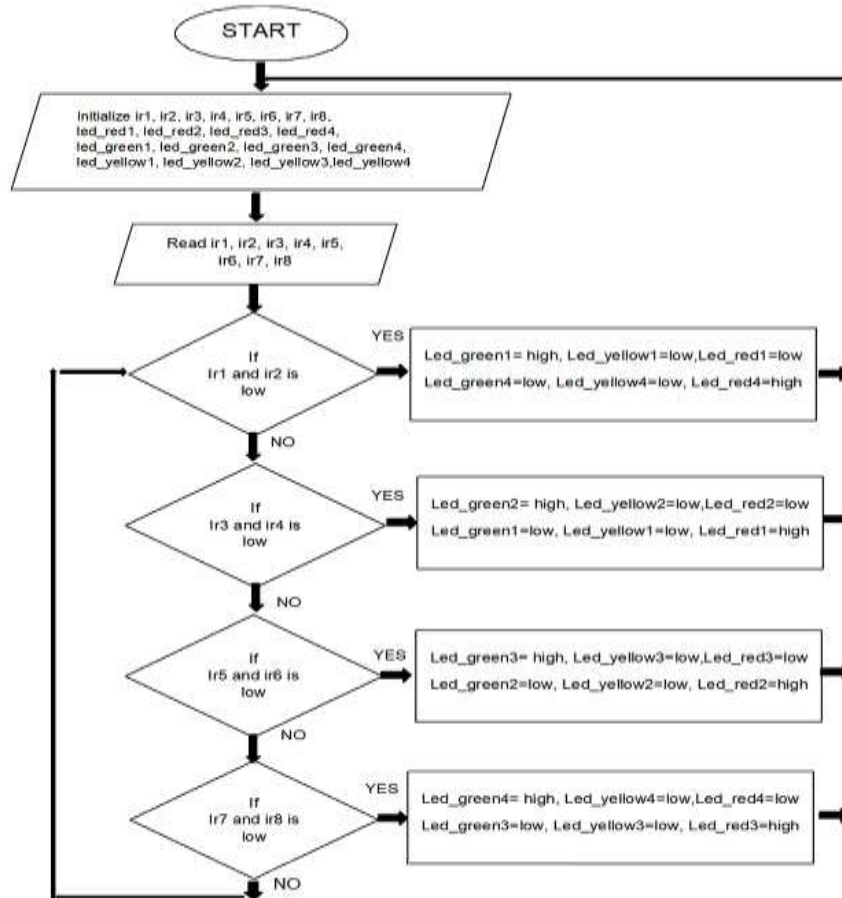 START
Initialize ir1, ir2, ir3, ir4, ir5, ir6, ir7, ir8,
led_red1, led_red2, led_red3, led_red4,
led_green1, led_green2, led_green3, led_green4,
led_yellow1, led_yellow2, led_yellow3,led_yellow4
Read ir1, ir2, ir3, ir4, ir5,
ir6, ir7, ir8
If
Ir1 and ir2 is
low
YES
Led_green1= high, Led_yellow1=low,Led_red1=low
Led_green4=low, Led_yellow4=low, Led_red4=high
NO
If
Ir3 and ir4 is
low
YES
Led_green2= high, Led_yellow2=low,Led_red2=low
Led_green1=low, Led_yellow1=low, Led_red1=high
NO
If
Ir5 and ir6 is
low
YES
Led_green3= high, Led_yellow3=low,Led_red3=low
Led_green2=low, Led_yellow2=low, Led_red2=high
NO
If
Ir7 and ir8 is
low
YES
Led_green4= high, Led_yellow4=low,Led_red4=low
Led_green3=low, Led_yellow3=low, Led_red3=high
NO